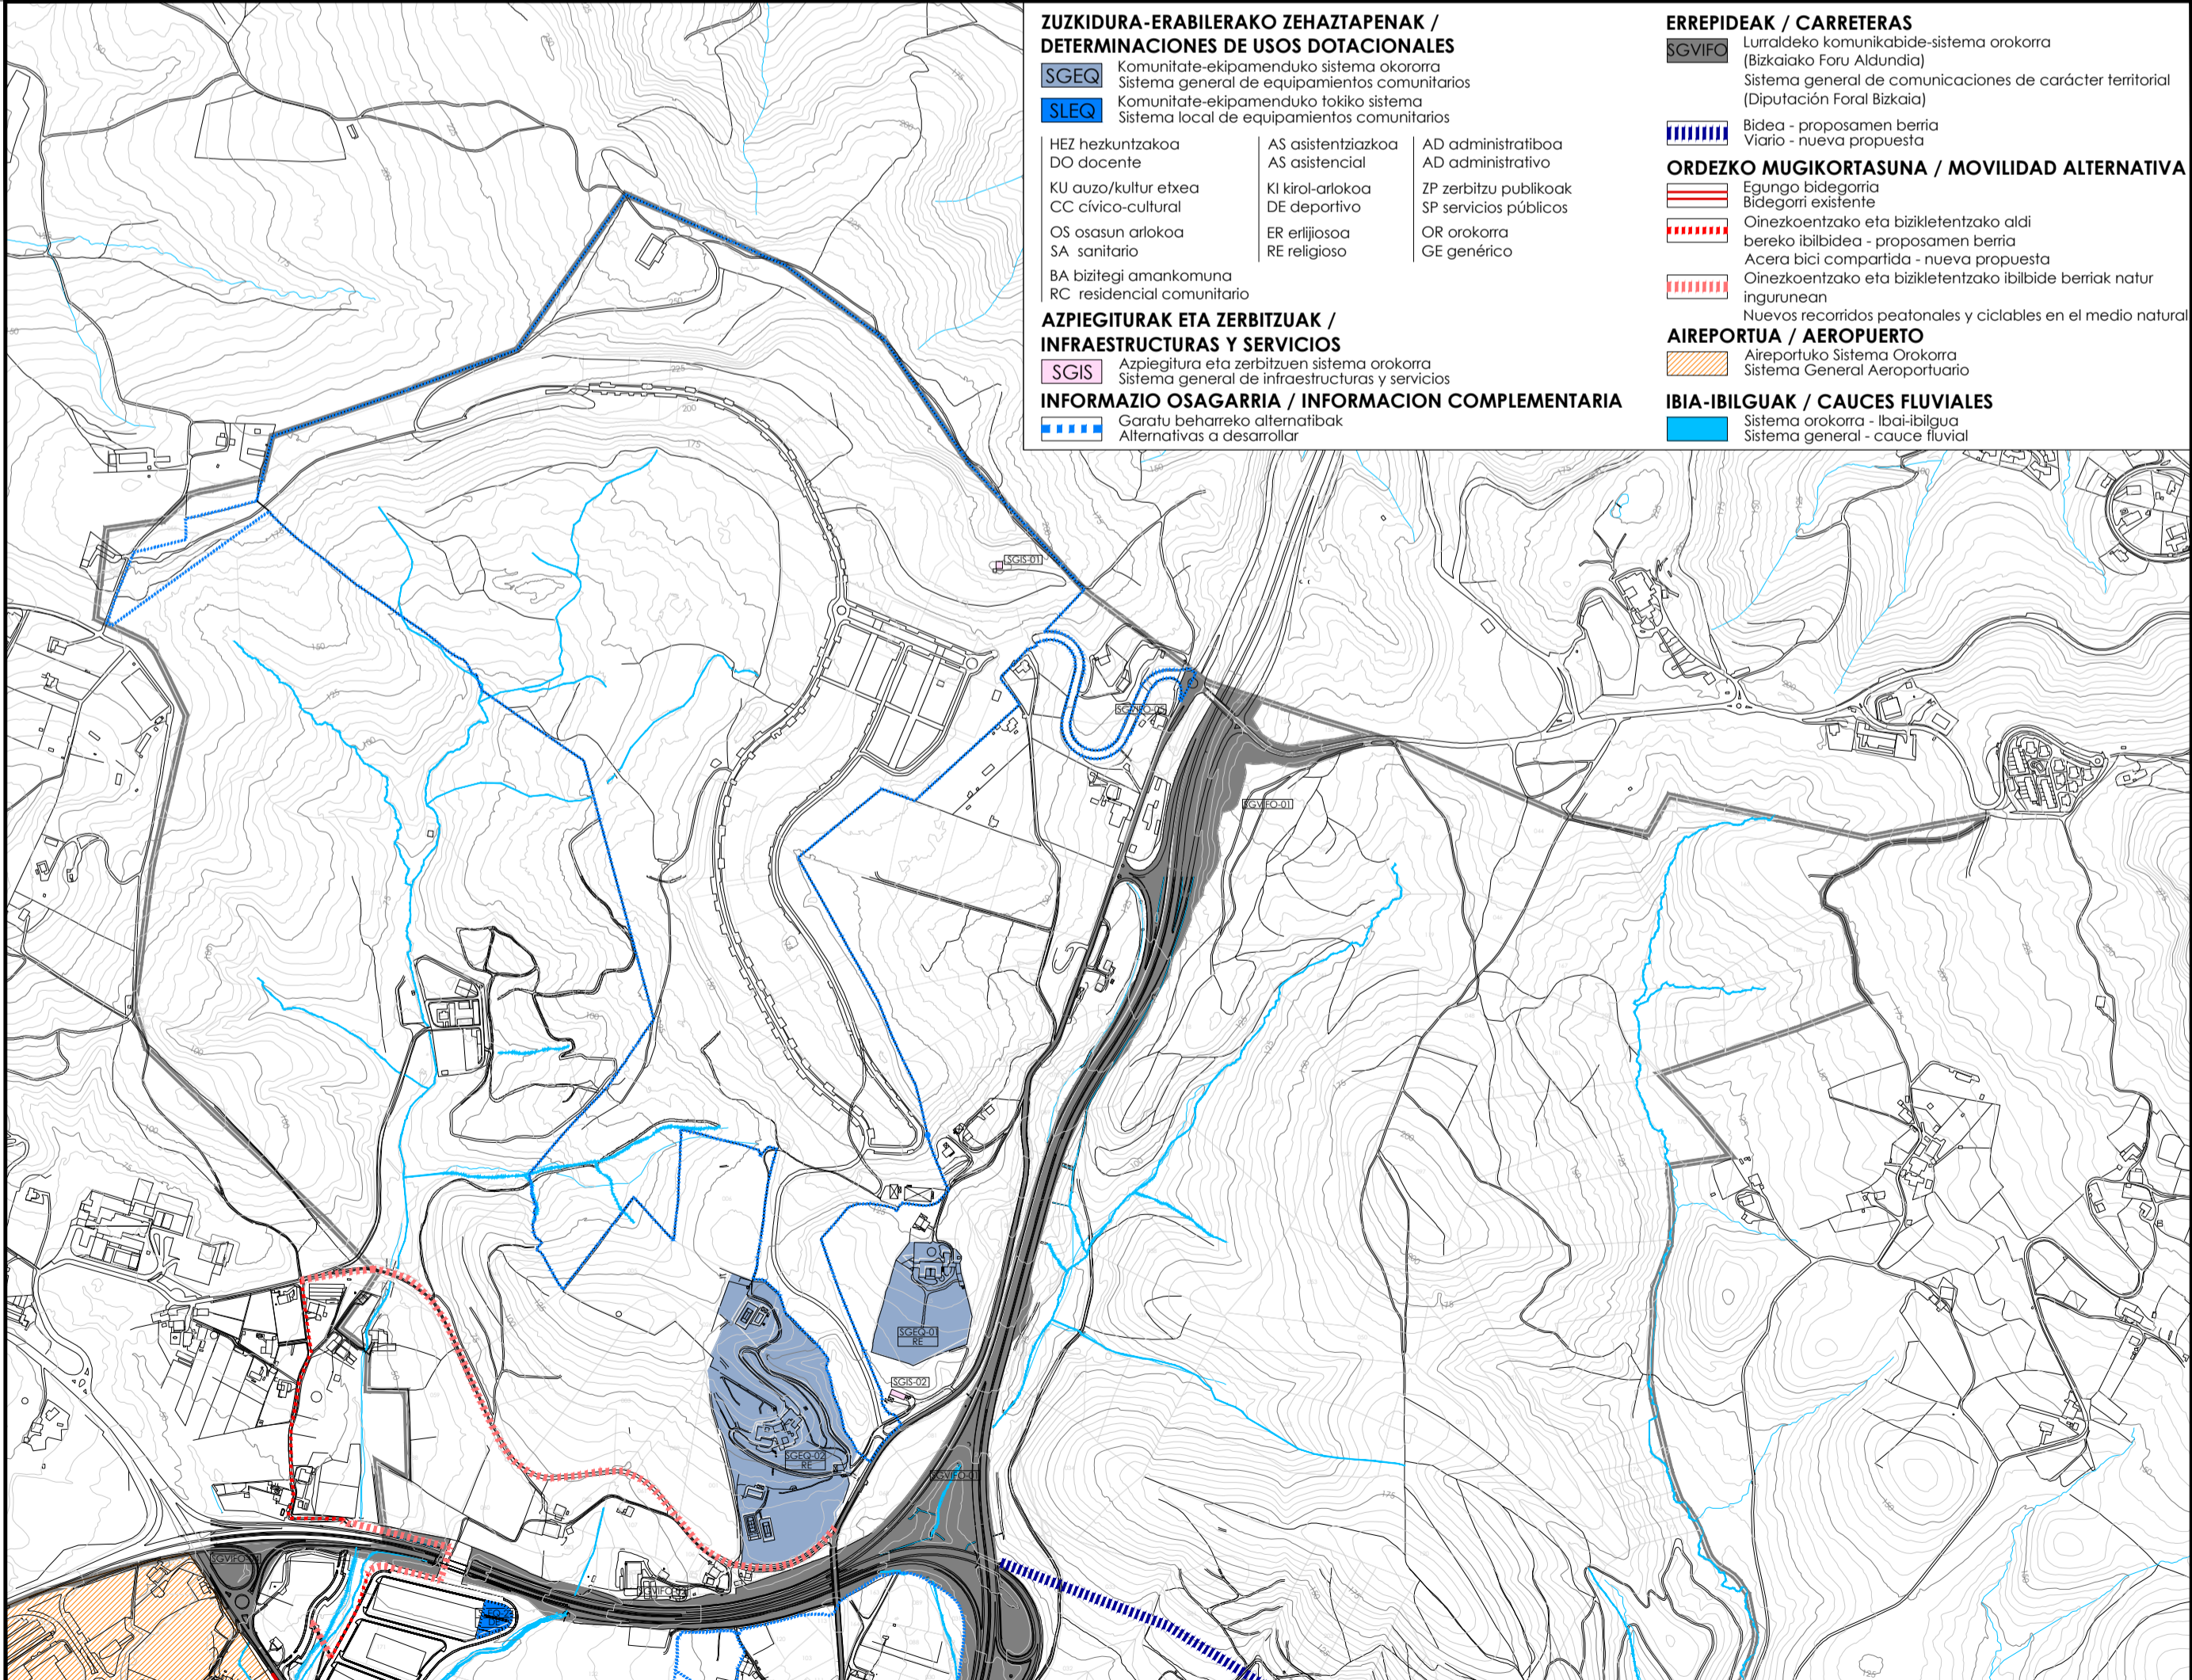 ZUZKIDURA-ERABILERAKO ZEHAZTAPENAK /
DETERMINACIONES DE USOS DOTACIONALES
SGEQ
Komunitate-ekipamenduko sistema okororra
Sistema general de equipamientos comunitarios
SLEQ
Komunitate-ekipamenduko tokiko sistema
Sistema local de equipamientos comunitarios
HEZ hezkuntzakoa
DO docente
KU auzo/kultur etxea
CC cívico-cultural
OS osasun arlokoa
SA sanitario
BA bizitegi amankomuna
RC residencial comunitario
AS asistentziazkoa
AS asistencial
KI kirol-arlokoa
DE deportivo
ER erlijiosoa
RE religioso
AD administratiboa
AD administrativo
ZP zerbitzu publikoak
SP servicios públicos
OR orokorra
GE genérico
AZPIEGITURAK ETA ZERBITZUAK /
INFRAESTRUCTURAS Y SERVICIOS
SGIS
Azpiegitura eta zerbitzuen sistema orokorra
Sistema general de infraestructuras y servicios
INFORMAZIO OSAGARRIA / INFORMACION COMPLEMENTARIA
Garatu beharreko alternatibak
Alternativas a desarrollar
ERREPIDEAK / CARRETERAS
SGVIFO
Lurraldeko komunikabide-sistema orokorra
(Bizkaiako Foru Aldundia)
Sistema general de comunicaciones de carácter territorial
(Diputación Foral Bizkaia)
Bidea - proposamen berria
Viario - nueva propuesta
ORDEZKO MUGIKORTASUNA / MOVILIDAD ALTERNATIVA
Egungo bidegorria
Bidegorri existente
Oinezkoentzako eta bizikletentzako aldi
bereko ibilbidea - proposamen berria
Acera bici compartida - nueva propuesta
Oinezkoentzako eta bizikletentzako ibilbide berriak natur
ingurunean
Nuevos recorridos peatonales y ciclables en el medio natural
AIREPORTUA / AEROPUERTO
Aireportuko Sistema Orokorra
Sistema General Aeroportuario
IBIA-IBILGUAK / CAUCES FLUVIALES
Sistema orokorra - Ibai-ibilgua
Sistema general - cauce fluvial
SGIS-01
SGVIFO-01
SGEQ-01
RE
SGIS-02
SGEQ-02
RE
SGVIFO-01